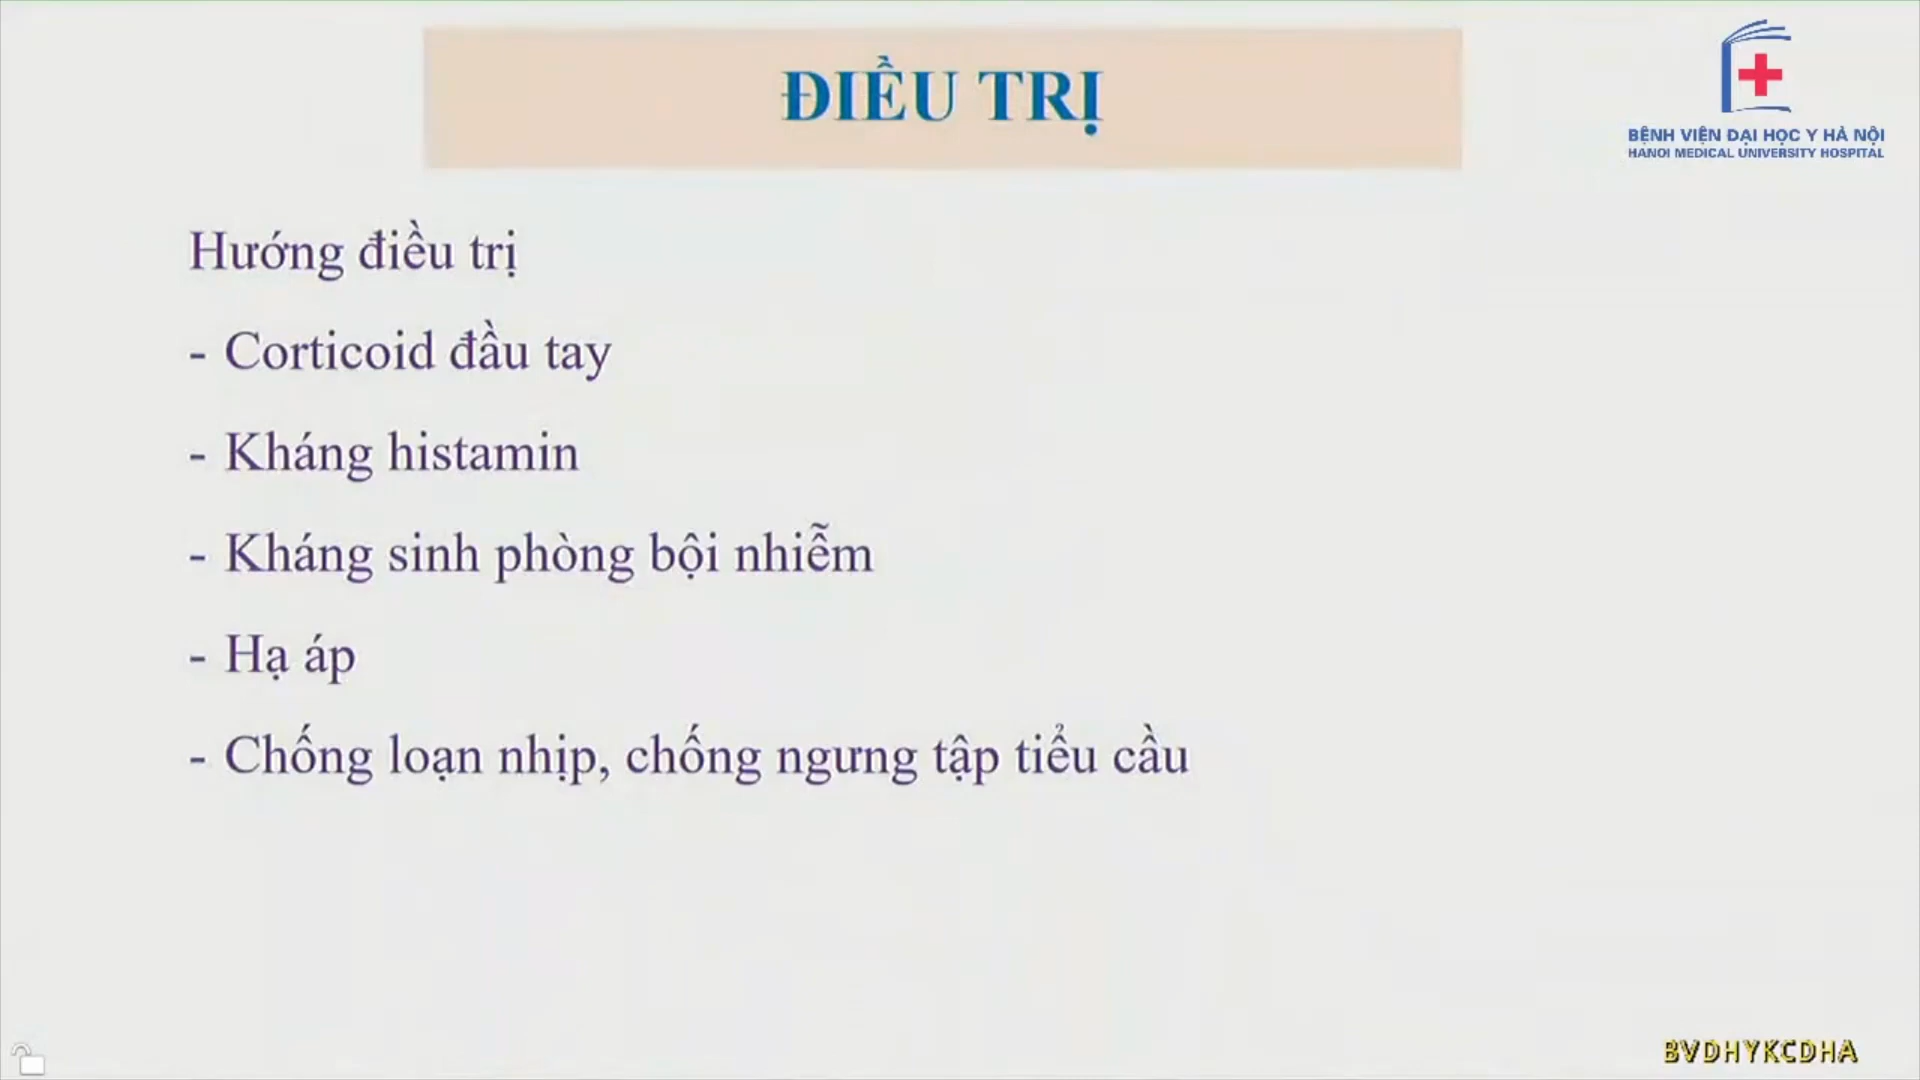 ĐIỀU TRỊ
BỆNH VIỆN ĐẠI HỌC Y HÀ NỘI
HANOI MEDICAL UNIVERSITY HOSPITAL
Hướng điều trị
- Corticoid đầu tay
- Kháng histamin
- Kháng sinh phòng bội nhiễm
- Hạ áp
- Chống loạn nhịp, chống ngưng tập tiểu cầu
BVDHYKCDHA